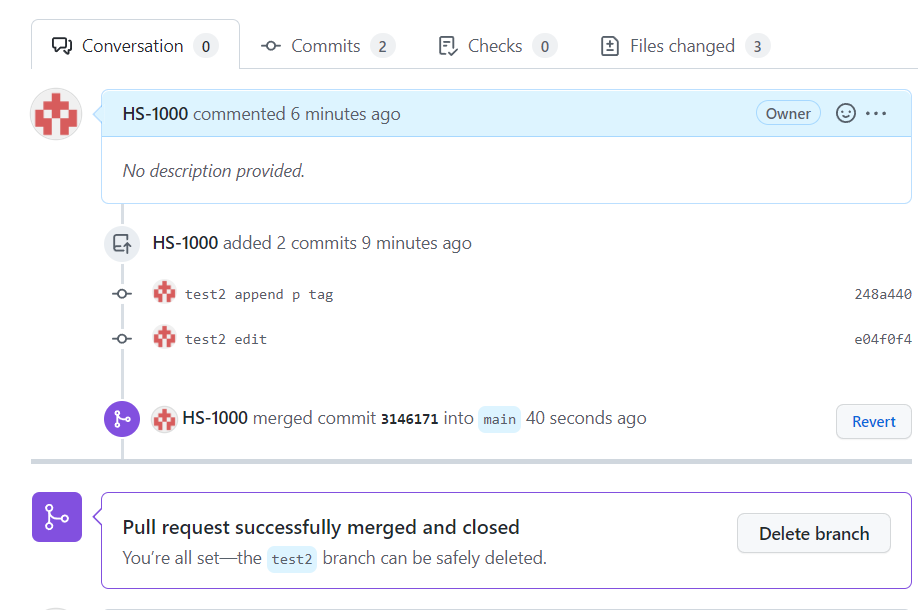 Conversation 0 Commits 2 Checks 0 Files changed 3
HS-1000 commented 6 minutes ago Owner
No description provided.
HS-1000 added 2 commits 9 minutes ago
test2 append p tag 248a440
test2 edit e04f0f4
HS-1000 merged commit 3146171 into main 40 seconds ago Revert
Pull request successfully merged and closed
You’re all set—the test2 branch can be safely deleted.
Delete branch